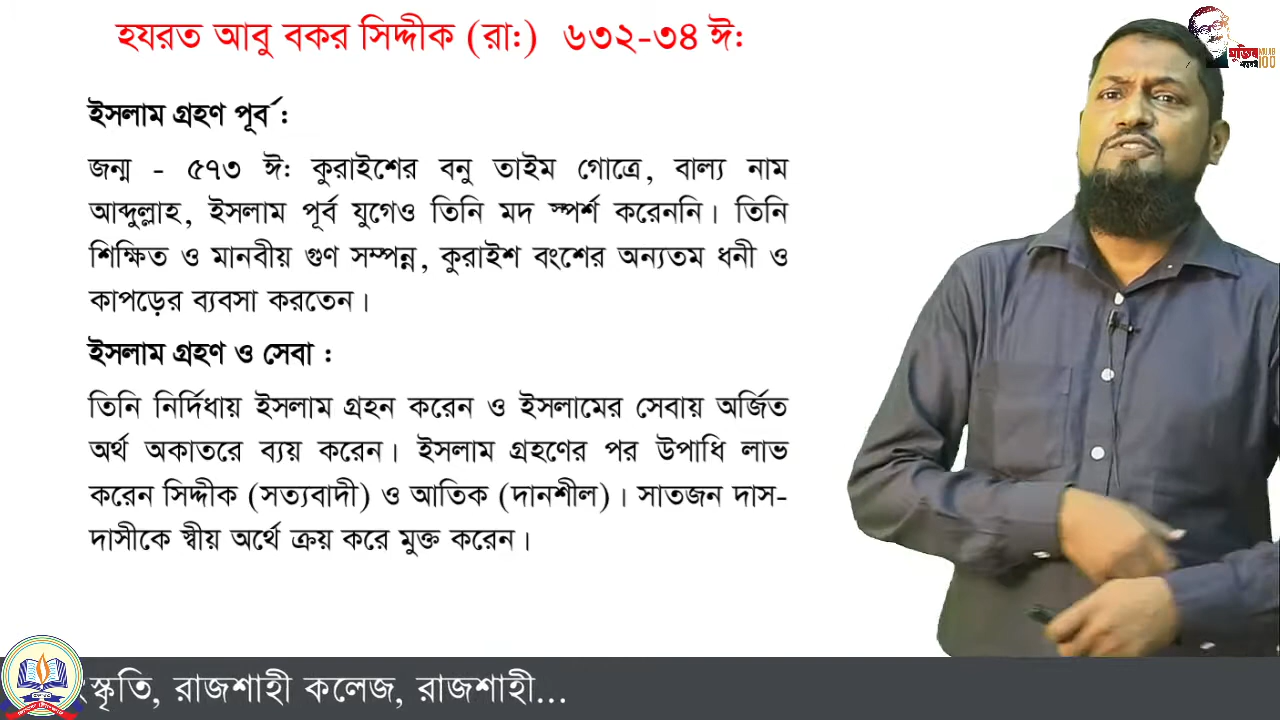 হযরত আবু বকর সিদ্দীক (রা:) ৬৩২-৩৪ ঈ:
ইসলাম গ্রহণ পূর্ব :
জন্ম - ৫৭৩ ঈ: কুরাইশের বনু তাইম গোত্রে, বাল্য নাম
আব্দুল্লাহ, ইসলাম পূর্ব যুগেও তিনি মদ স্পর্শ করেননি। তিনি
শিক্ষিত ও মানবীয় গুণ সম্পন্ন, কুরাইশ বংশের অন্যতম ধনী ও
কাপড়ের ব্যবসা করতেন।
ইসলাম গ্রহণ ও সেবা :
তিনি নির্দিধায় ইসলাম গ্রহন করেন ও ইসলামের সেবায় অর্জিত
অর্থ অকাতরে ব্যয় করেন। ইসলাম গ্রহণের পর উপাধি লাভ
করেন সিদ্দীক (সত্যবাদী) ও আতিক (দানশীল)। সাতজন দাস-
দাসীকে স্বীয় অর্থে ক্রয় করে মুক্ত করেন।
মুজিব
MUJIB
100
ংস্কৃতি, রাজশাহী কলেজ, রাজশাহী...